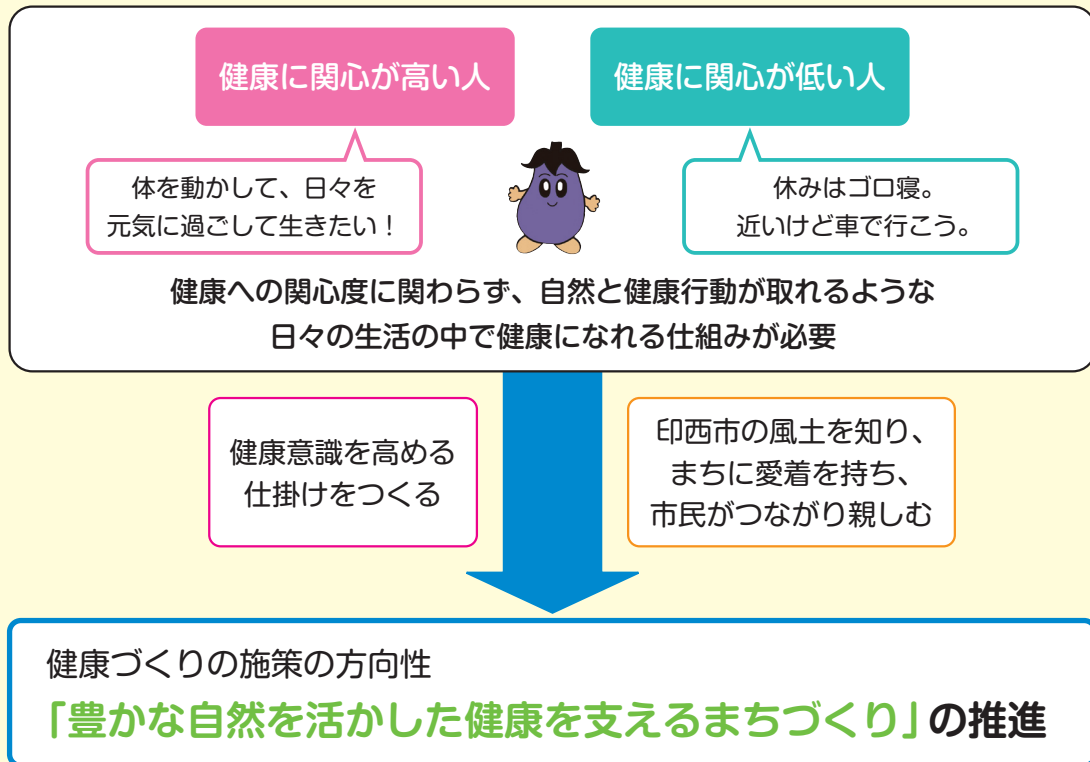 健康に関心が高い人
健康に関心が低い人
体を動かして、日々を
元気に過ごして生きたい！
休みはゴロ寝。
近いけど車で行こう。
健康への関心度に関わらず、自然と健康行動が取れるような
日々の生活の中で健康になれる仕組みが必要
健康意識を高める
仕掛けをつくる
印西市の風土を知り、
まちに愛着を持ち、
市民がつながり親しむ
健康づくりの施策の方向性
「豊かな自然を活かした健康を支えるまちづくり」の推進